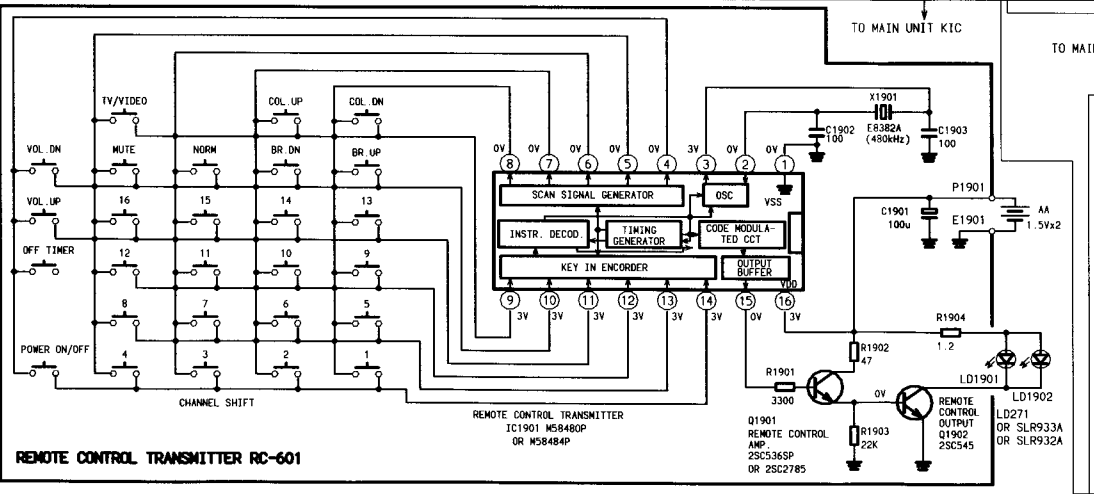 TO MAIN UNIT KIC
TO MAI
TV/VIDEO
COL.UP
COL.DN
VOL.DN
MUTE
NORM
BR.DN
BR.UP
VOL.UP
16
15
14
13
OFF TIMER
12
11
10
9
8
7
6
5
POWER ON/OFF
4
3
2
1
CHANNEL SHIFT
0V
0V
0V
0V
0V
3V
0V
0V
8
7
6
5
4
3
2
1
SCAN SIGNAL GENERATOR
OSC
VSS
INSTR. DECOD.
TIMING
GENERATOR
CODE MODULA-
TED CCT
KEY IN ENCORDER
OUTPUT
BUFFER
VDD
9
10
11
12
13
14
15
16
3V
3V
3V
3V
3V
3V
0V
3V
REMOTE CONTROL TRANSMITTER
IC1901 M58480P
OR M58484P
X1901
E8382A
(480kHz)
C1902
100
C1903
100
P1901
C1901
100u
E1901
AA
1.5Vx2
R1904
1.2
R1902
47
R1901
3300
0V
R1903
22K
Q1901
REMOTE CONTROL
AMP.
2SC536SP
OR 2SC2785
REMOTE
CONTROL
OUTPUT
Q1902
2SC545
LD1901
LD1902
LD271
OR SLR933A
OR SLR932A
REMOTE CONTROL TRANSMITTER RC-601